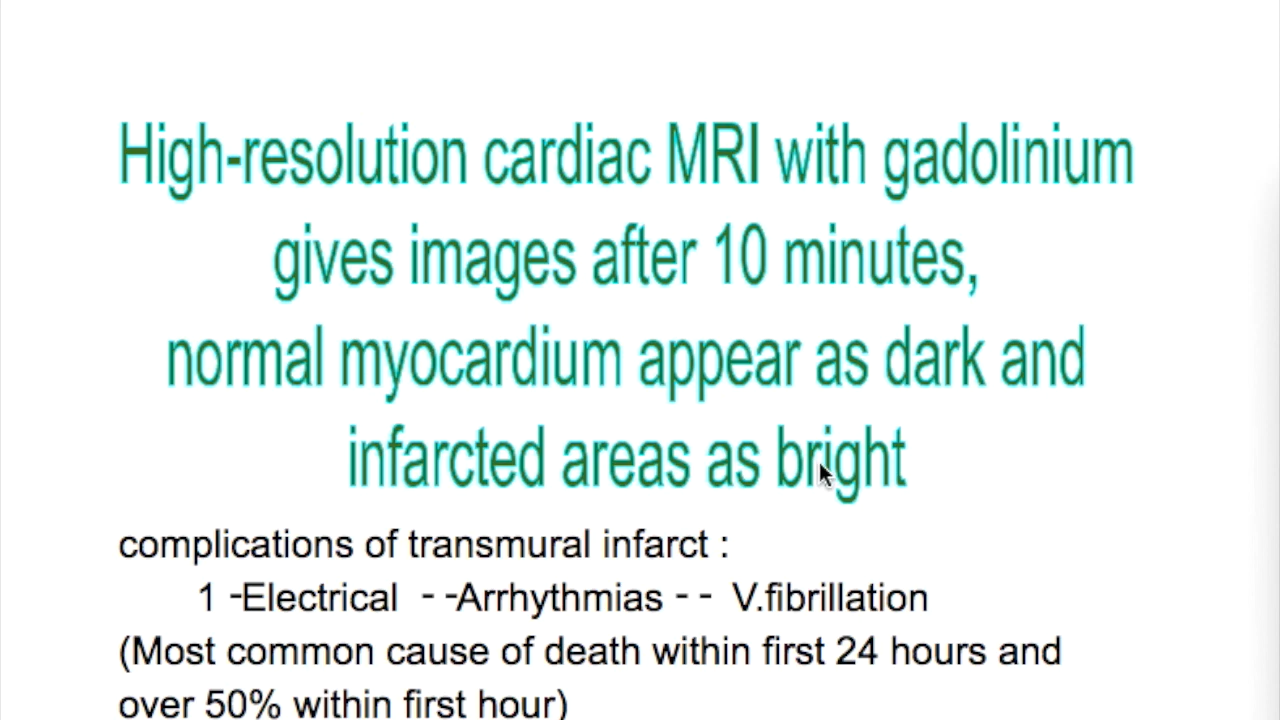 High-resolution cardiac MRI with gadolinium
gives images after 10 minutes,
normal myocardium appear as dark and
infarcted areas as bright
complications of transmural infarct :
1 -Electrical - -Arrhythmias - - V.fibrillation
(Most common cause of death within first 24 hours and
over 50% within first hour)